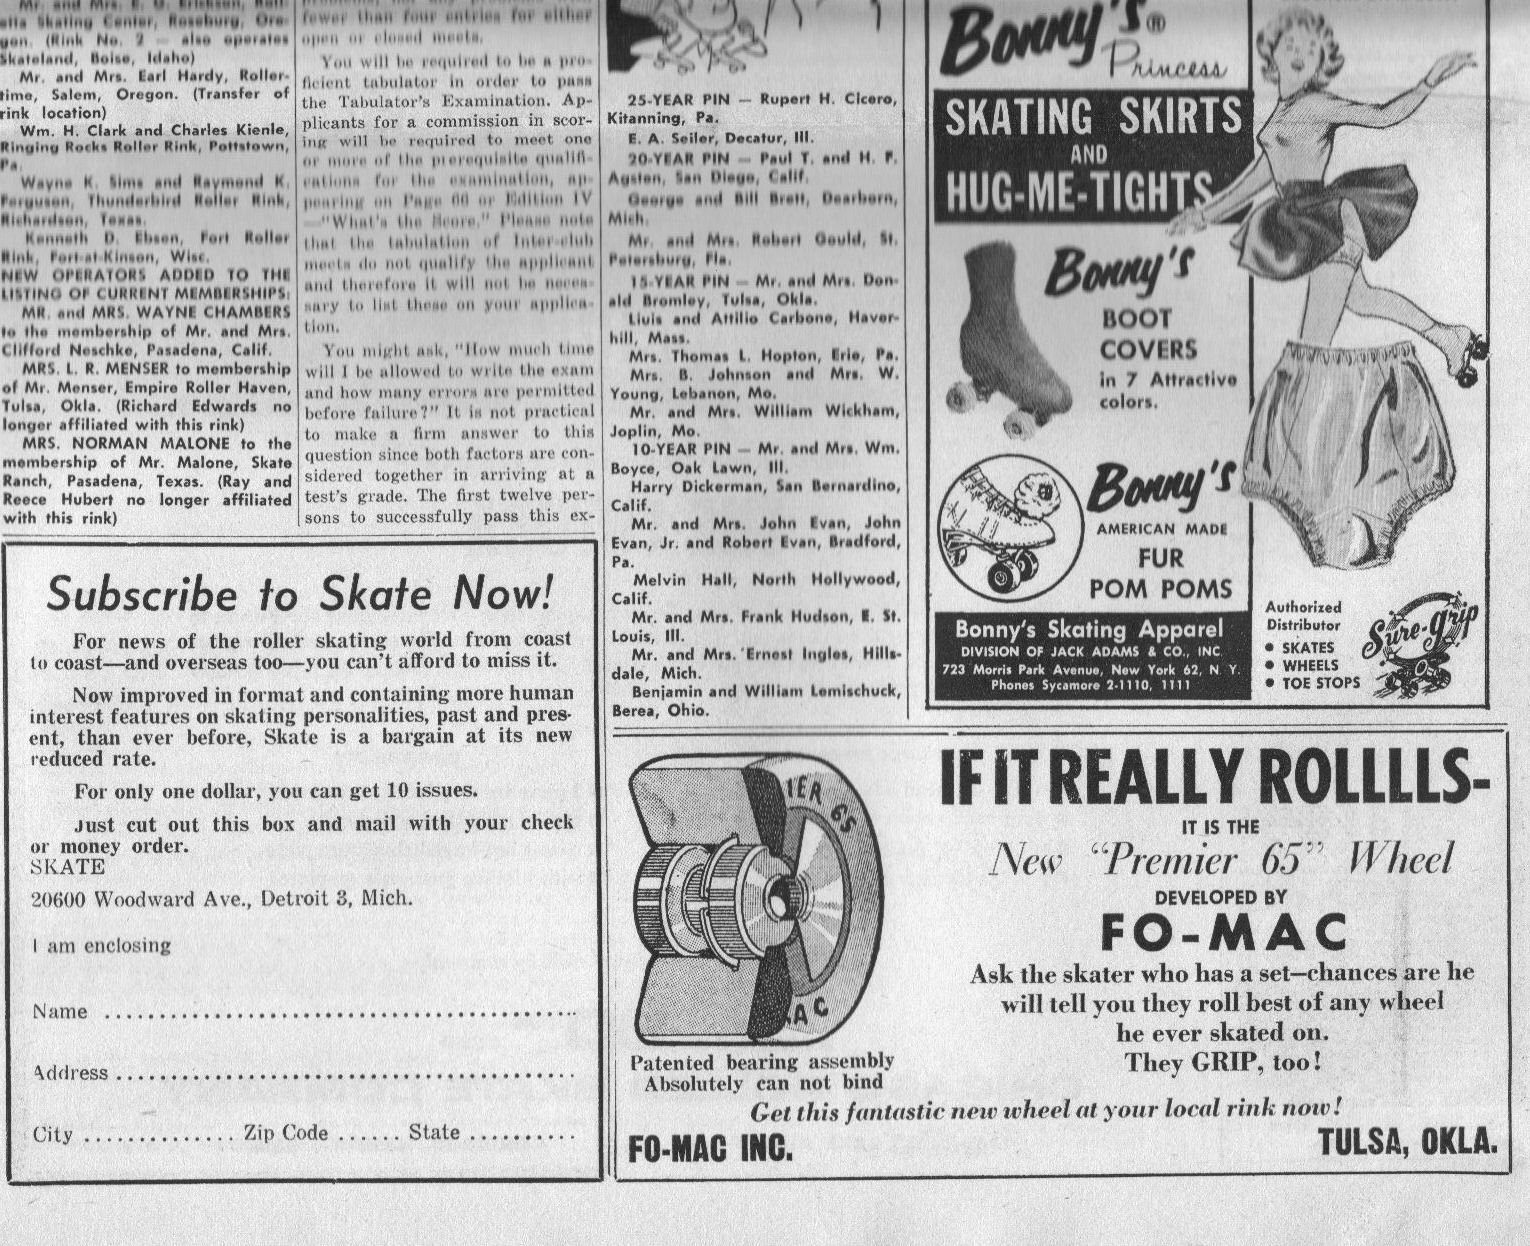 Mr. and Mrs. E. G. Erickson,
Skating Center, Roseburg, Ore-
gon. (Rink No. 2 — also operates
Skateland, Boise, Idaho)
Mr. and Mrs. Earl Hardy, Roller-
time, Salem, Oregon. (Transfer of
rink location)
Wm. H. Clark and Charles Kienle,
Ringing Rocks Roller Rink, Pottstown,
Pa.
Wayne K. Sims and Raymond K.
Ferguson, Thunderbird Roller Rink,
Richardson, Texas.
Kenneth D. Ebsen, Fort Roller
Rink, Fort-at-Kinson, Wisc.
NEW OPERATORS ADDED TO THE
LISTING OF CURRENT MEMBERSHIPS:
MR. and MRS. WAYNE CHAMBERS
to the membership of Mr. and Mrs.
Clifford Neschke, Pasadena, Calif.
MRS. L. R. MENSER to membership
of Mr. Menser, Empire Roller Haven,
Tulsa, Okla. (Richard Edwards no
longer affiliated with this rink)
MRS. NORMAN MALONE to the
membership of Mr. Malone, Skate
Ranch, Pasadena, Texas. (Ray and
Reece Hubert no longer affiliated
with this rink)
fewer than four entries for either
open or closed meets.
You will be required to be a pro-
ficient tabulator in order to pass
the Tabulator's Examination. Ap-
plicants for a commission in scor-
ing will be required to meet one
or more of the prerequisite qualifi-
cations for the examination, ap-
pearing on Page 66 or Edition IV
—"What's the Score." Please note
that the tabulation of Inter-club
meets do not qualify the applicant
and therefore it will not be neces-
sary to list these on your applica-
tion.
You might ask, "How much time
will I be allowed to write the exam
and how many errors are permitted
before failure?" It is not practical
to make a firm answer to this
question since both factors are con-
sidered together in arriving at a
test's grade. The first twelve per-
sons to successfully pass this ex-
25-YEAR PIN — Rupert H. Cicero,
Kitanning, Pa.
E. A. Seiler, Decatur, Ill.
20-YEAR PIN — Paul T. and H. F.
Agsten, San Diego, Calif.
George and Bill Brett, Dearborn,
Mich.
Mr. and Mrs. Robert Gould, St.
Petersburg, Fla.
15-YEAR PIN — Mr. and Mrs. Don-
ald Bromley, Tulsa, Okla.
Lluis and Attilio Carbone, Haver-
hill, Mass.
Mrs. Thomas L. Hopton, Erie, Pa.
Mrs. B. Johnson and Mrs. W.
Young, Lebanon, Mo.
Mr. and Mrs. William Wickham,
Joplin, Mo.
10-YEAR PIN — Mr. and Mrs. Wm.
Boyce, Oak Lawn, Ill.
Harry Dickerman, San Bernardino,
Calif.
Mr. and Mrs. John Evan, John
Evan, Jr. and Robert Evan, Bradford,
Pa.
Melvin Hall, North Hollywood,
Calif.
Mr. and Mrs. Frank Hudson, E. St.
Louis, Ill.
Mr. and Mrs. Ernest Ingles, Hills-
dale, Mich.
Benjamin and William Lemischuck,
Berea, Ohio.
Bonny's®
Princess
SKATING SKIRTS
AND
HUG-ME-TIGHTS
Bonny's
BOOT
COVERS
in 7 Attractive
colors.
Bonny's
AMERICAN MADE
FUR
POM POMS
Bonny's Skating Apparel
DIVISION OF JACK ADAMS & CO., INC.
723 Morris Park Avenue, New York 62, N. Y.
Phones Sycamore 2-1110, 1111
Authorized
Distributor
• SKATES
• WHEELS
• TOE STOPS
Sure-Grip
Subscribe to Skate Now!
For news of the roller skating world from coast
to coast—and overseas too—you can't afford to miss it.
Now improved in format and containing more human
interest features on skating personalities, past and pres-
ent, than ever before, Skate is a bargain at its new
reduced rate.
For only one dollar, you can get 10 issues.
Just cut out this box and mail with your check
or money order.
SKATE
20600 Woodward Ave., Detroit 3, Mich.
I am enclosing
Name ........................................
Address ........................................
City .............. Zip Code ...... State ..........
IER 65
AC
Patented bearing assembly
Absolutely can not bind
IF IT REALLY ROLLLLS-
IT IS THE
New "Premier 65" Wheel
DEVELOPED BY
FO-MAC
Ask the skater who has a set—chances are he
will tell you they roll best of any wheel
he ever skated on.
They GRIP, too!
Get this fantastic new wheel at your local rink now!
FO-MAC INC.
TULSA, OKLA.